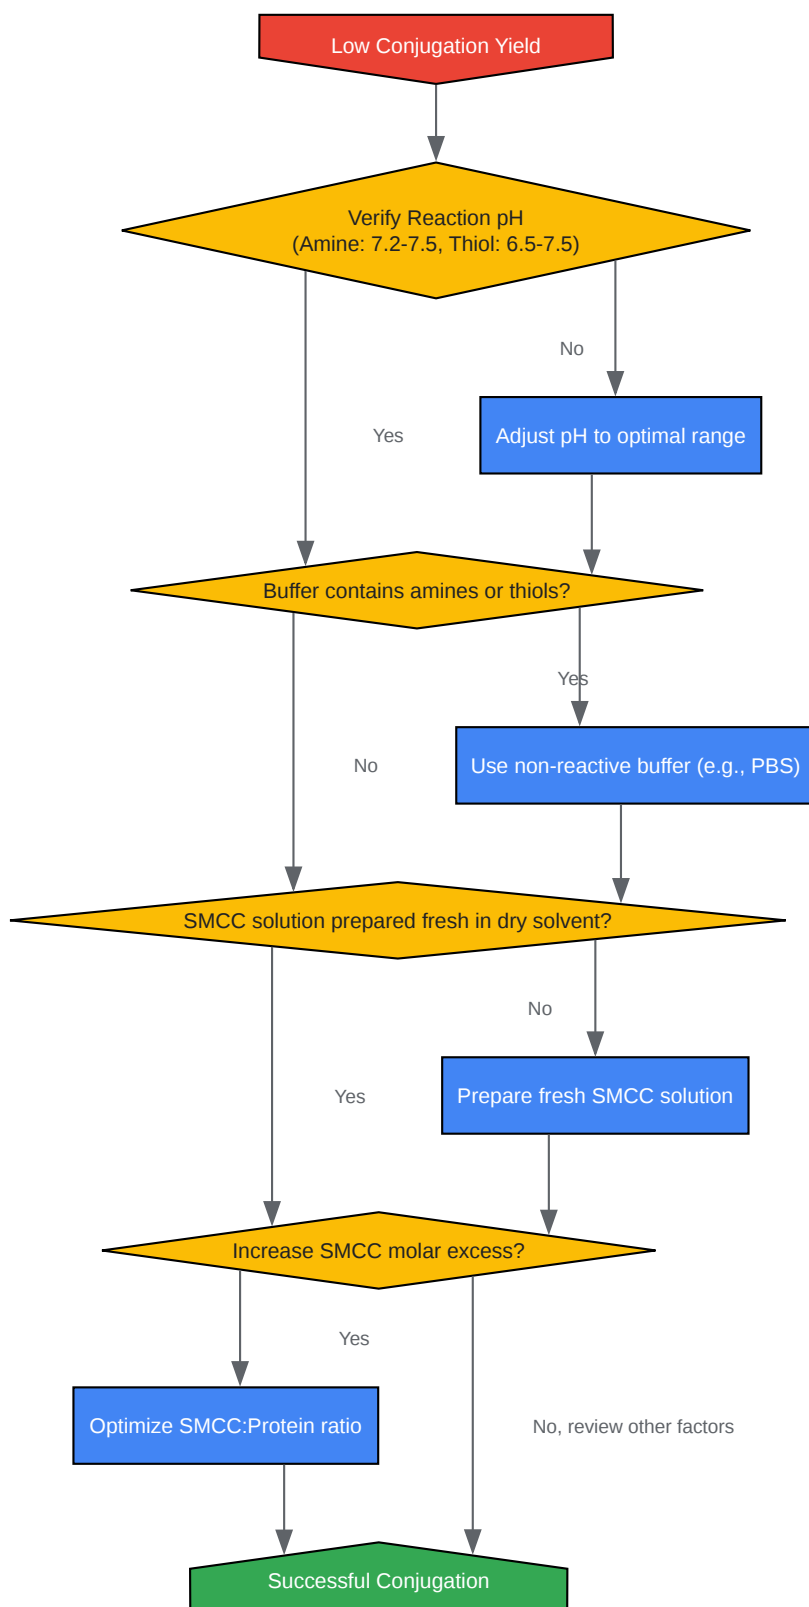 Low Conjugation Yield
Verify Reaction pH
(Amine: 7.2-7.5, Thiol: 6.5-7.5)
No
Yes
Adjust pH to optimal range
Buffer contains amines or thiols?
Yes
No
Use non-reactive buffer (e.g., PBS)
SMCC solution prepared fresh in dry solvent?
No
Yes
Prepare fresh SMCC solution
Increase SMCC molar excess?
Yes
Optimize SMCC:Protein ratio
No, review other factors
Successful Conjugation